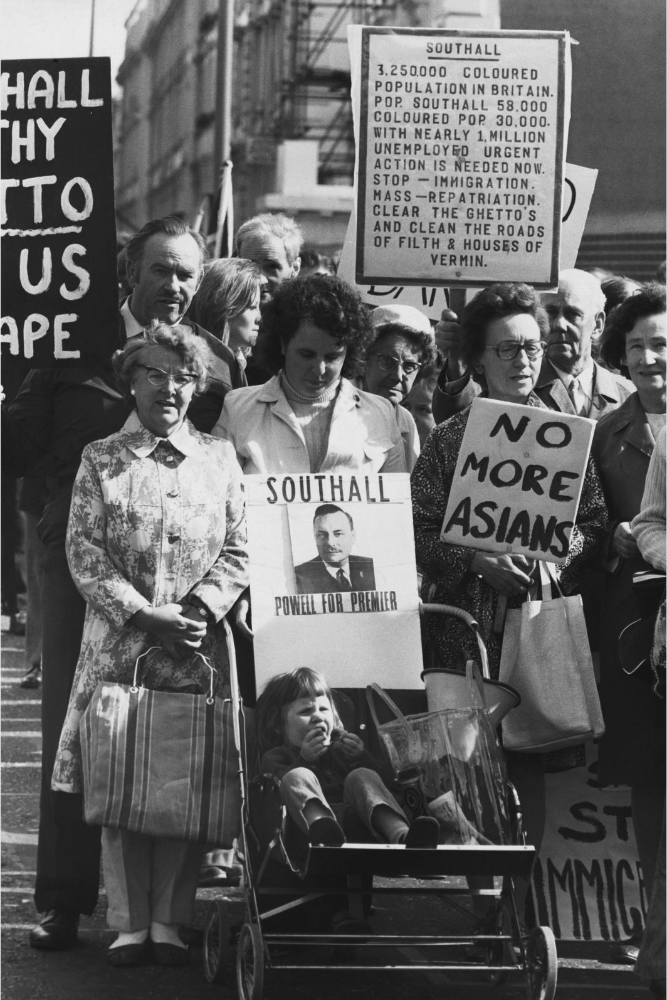 HALL
THY
TTO
US
APE
SOUTHALL
1,250,000 COLOURED
POPULATION IN BRITAIN.
POP. SOUTHALL 58,000
COLOURED POP. 30,000.
WITH NEARLY 1,MILLION
UNEMPLOYED URGENT
ACTION IS NEEDED NOW.
STOP — IMMIGRATION.
MASS — REPATRIATION.
CLEAR THE GHETTO'S
AND CLEAN THE ROADS
OF FILTH & HOUSES OF
VERMIN.
NO
MORE
ASIANS
SOUTHALL
POWELL FOR PREMIER
ST
IMMIG